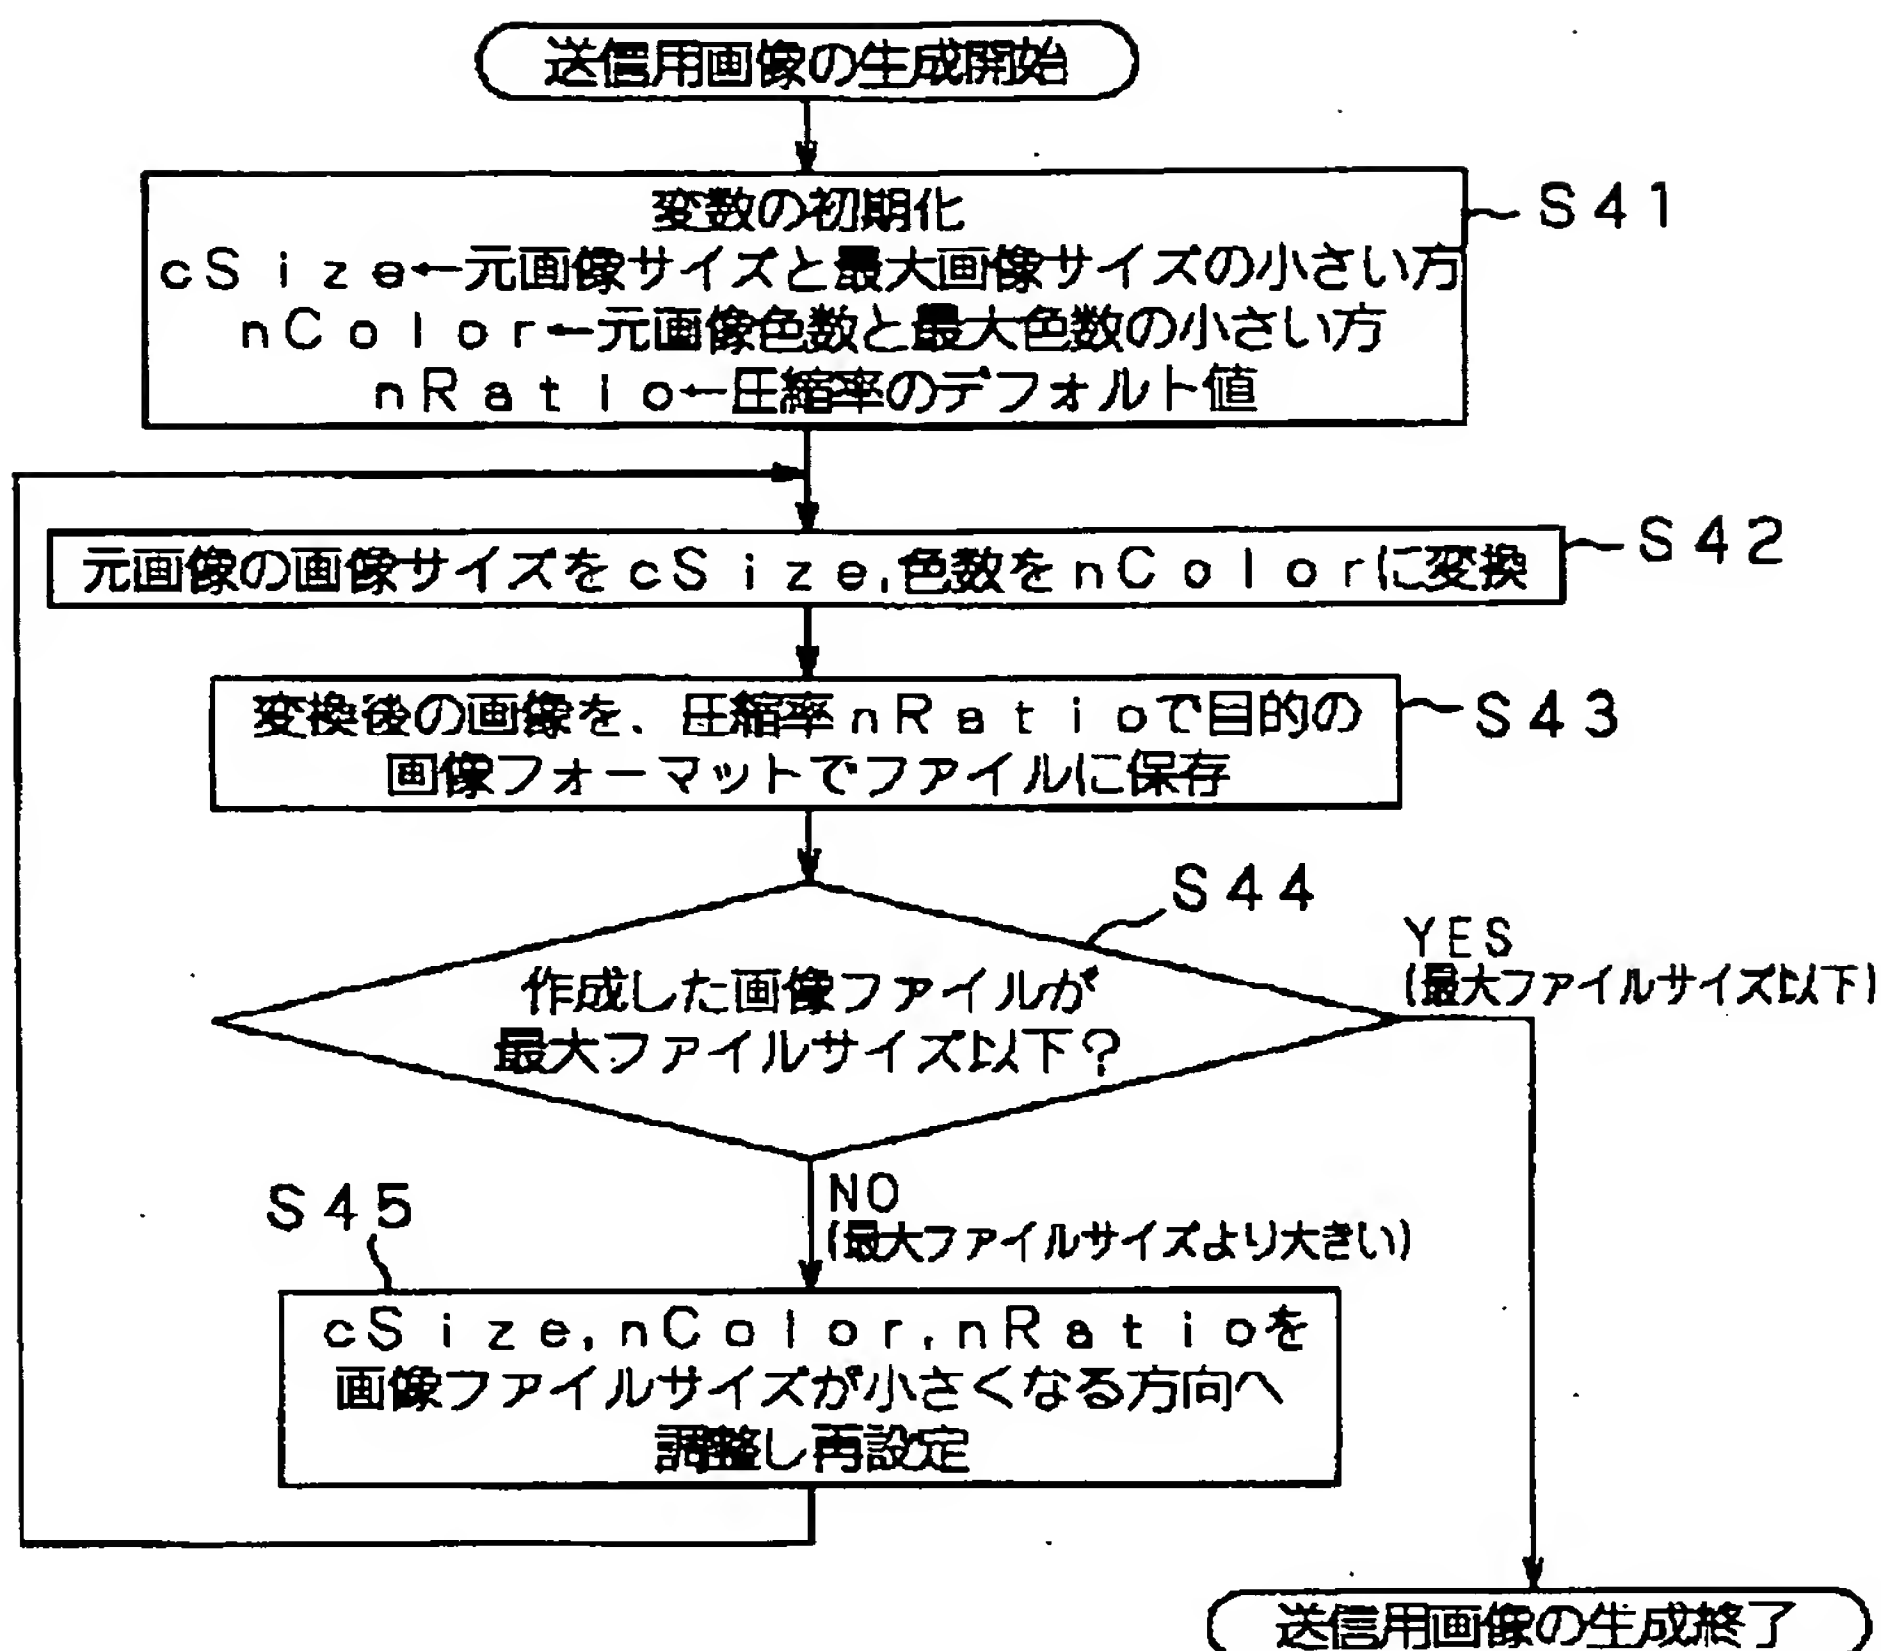 送信用画像の生成開始
変数の初期化
cSize←元画像サイズと最大画像サイズの小さい方
nColor←元画像色数と最大色数の小さい方
nRatio←圧縮率のデフォルト値
S41
元画像の画像サイズをcSize,色数をnColorに変換
S42
変換後の画像を、圧縮率nRatioで目的の
画像フォーマットでファイルに保存
S43
S44
作成した画像ファイルが
最大ファイルサイズ以下?
YES
(最大ファイルサイズ以下)
NO
(最大ファイルサイズより大きい)
S45
cSize,nColor,nRatioを
画像ファイルサイズが小さくなる方向へ
調整し再設定
送信用画像の生成終了